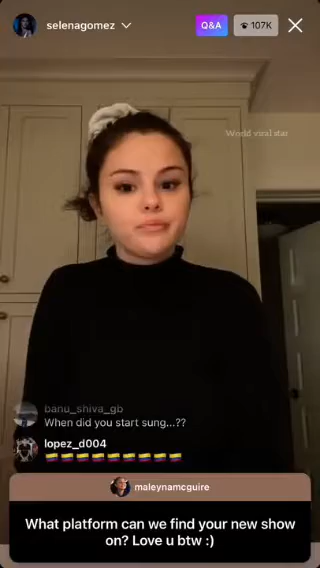 selenagomez
Q&A
107K
World viral star
banu_shiva_gb
When did you start sung...??
lopez_d004
maleynamcguire
What platform can we find your new show
on? Love u btw :)